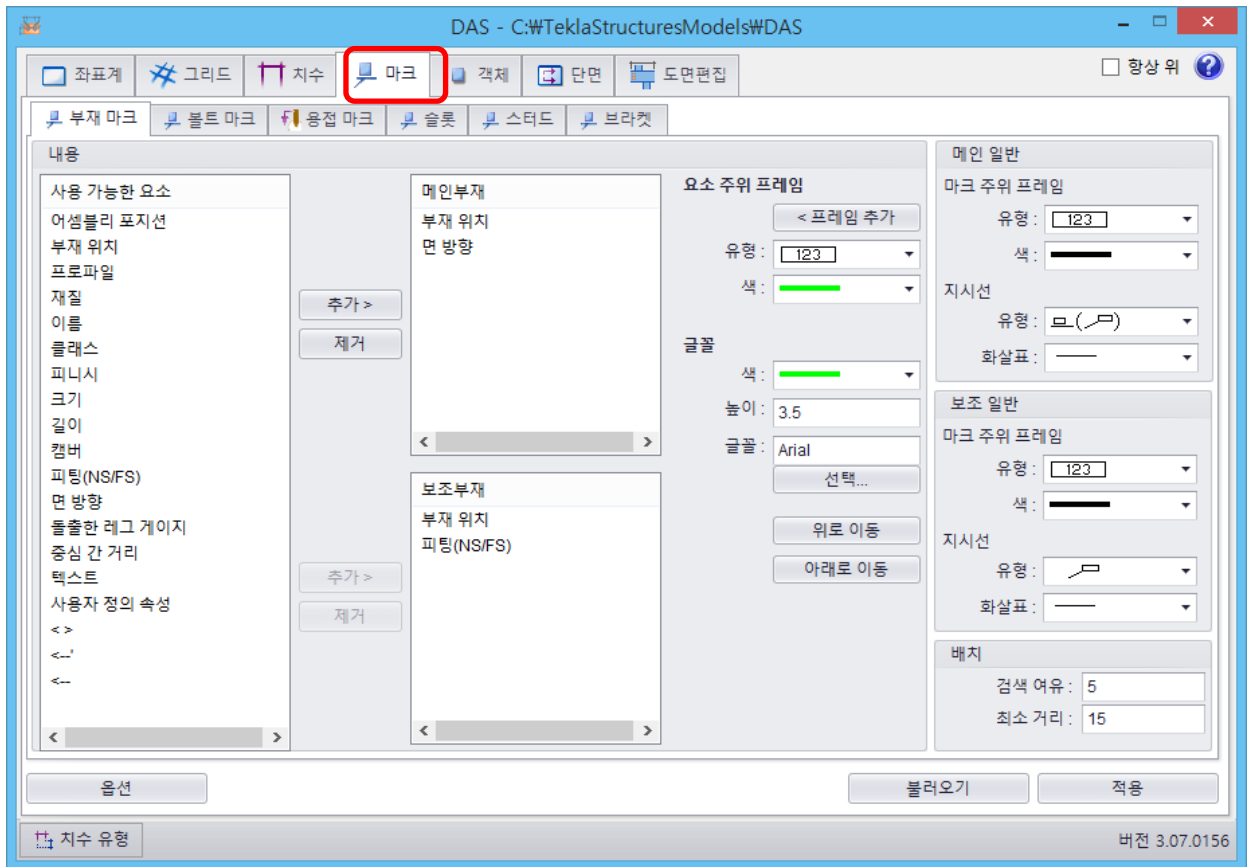 DAS - C:₩TeklaStructuresModels₩DAS
좌표계 그리드 치수 마크 객체 단면 도면편집 항상 위
부재 마크 볼트 마크 용접 마크 슬롯 스터드 브라켓
내용
사용 가능한 요소
어셈블리 포지션
부재 위치
프로파일
재질
이름
클래스
피니시
크기
길이
캠버
피팅(NS/FS)
면 방향
돌출한 레그 게이지
중심 간 거리
텍스트
사용자 정의 속성
< >
<--'
<--
추가 >
제거
추가 >
제거
메인부재
부재 위치
면 방향
보조부재
부재 위치
피팅(NS/FS)
요소 주위 프레임
< 프레임 추가
유형 : 123
색 :
글꼴
색 :
높이 : 3.5
글꼴 : Arial
선택...
위로 이동
아래로 이동
메인 일반
마크 주위 프레임
유형 : 123
색 :
지시선
유형 :
화살표 :
보조 일반
마크 주위 프레임
유형 : 123
색 :
지시선
유형 :
화살표 :
배치
검색 여유 : 5
최소 거리 : 15
옵션 불러오기 적용
치수 유형 버전 3.07.0156